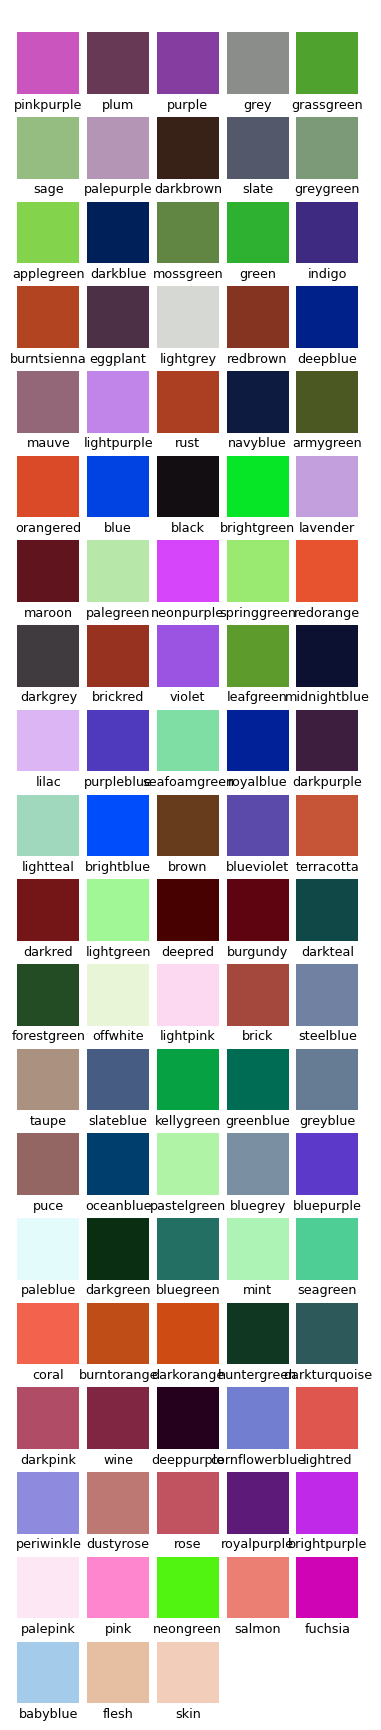 pinkpurple plum purple grey grassgreen
sage palepurple darkbrown slate greygreen
applegreen darkblue mossgreen green indigo
burntsienna eggplant lightgrey redbrown deepblue
mauve lightpurple rust navyblue armygreen
orangered blue black brightgreen lavender
maroon palegreen neonpurple springgreen redorange
darkgrey brickred violet leafgreen midnightblue
lilac purpleblue seafoamgreen royalblue darkpurple
lightteal brightblue brown blueviolet terracotta
darkred lightgreen deepred burgundy darkteal
forestgreen offwhite lightpink brick steelblue
taupe slateblue kellygreen greenblue greyblue
puce oceanblue pastelgreen bluegrey bluepurple
paleblue darkgreen bluegreen mint seagreen
coral burntorange darkorange huntergreen darkturquoise
darkpink wine deeppurple cornflowerblue lightred
periwinkle dustyrose rose royalpurple brightpurple
palepink pink neongreen salmon fuchsia
babyblue flesh skin